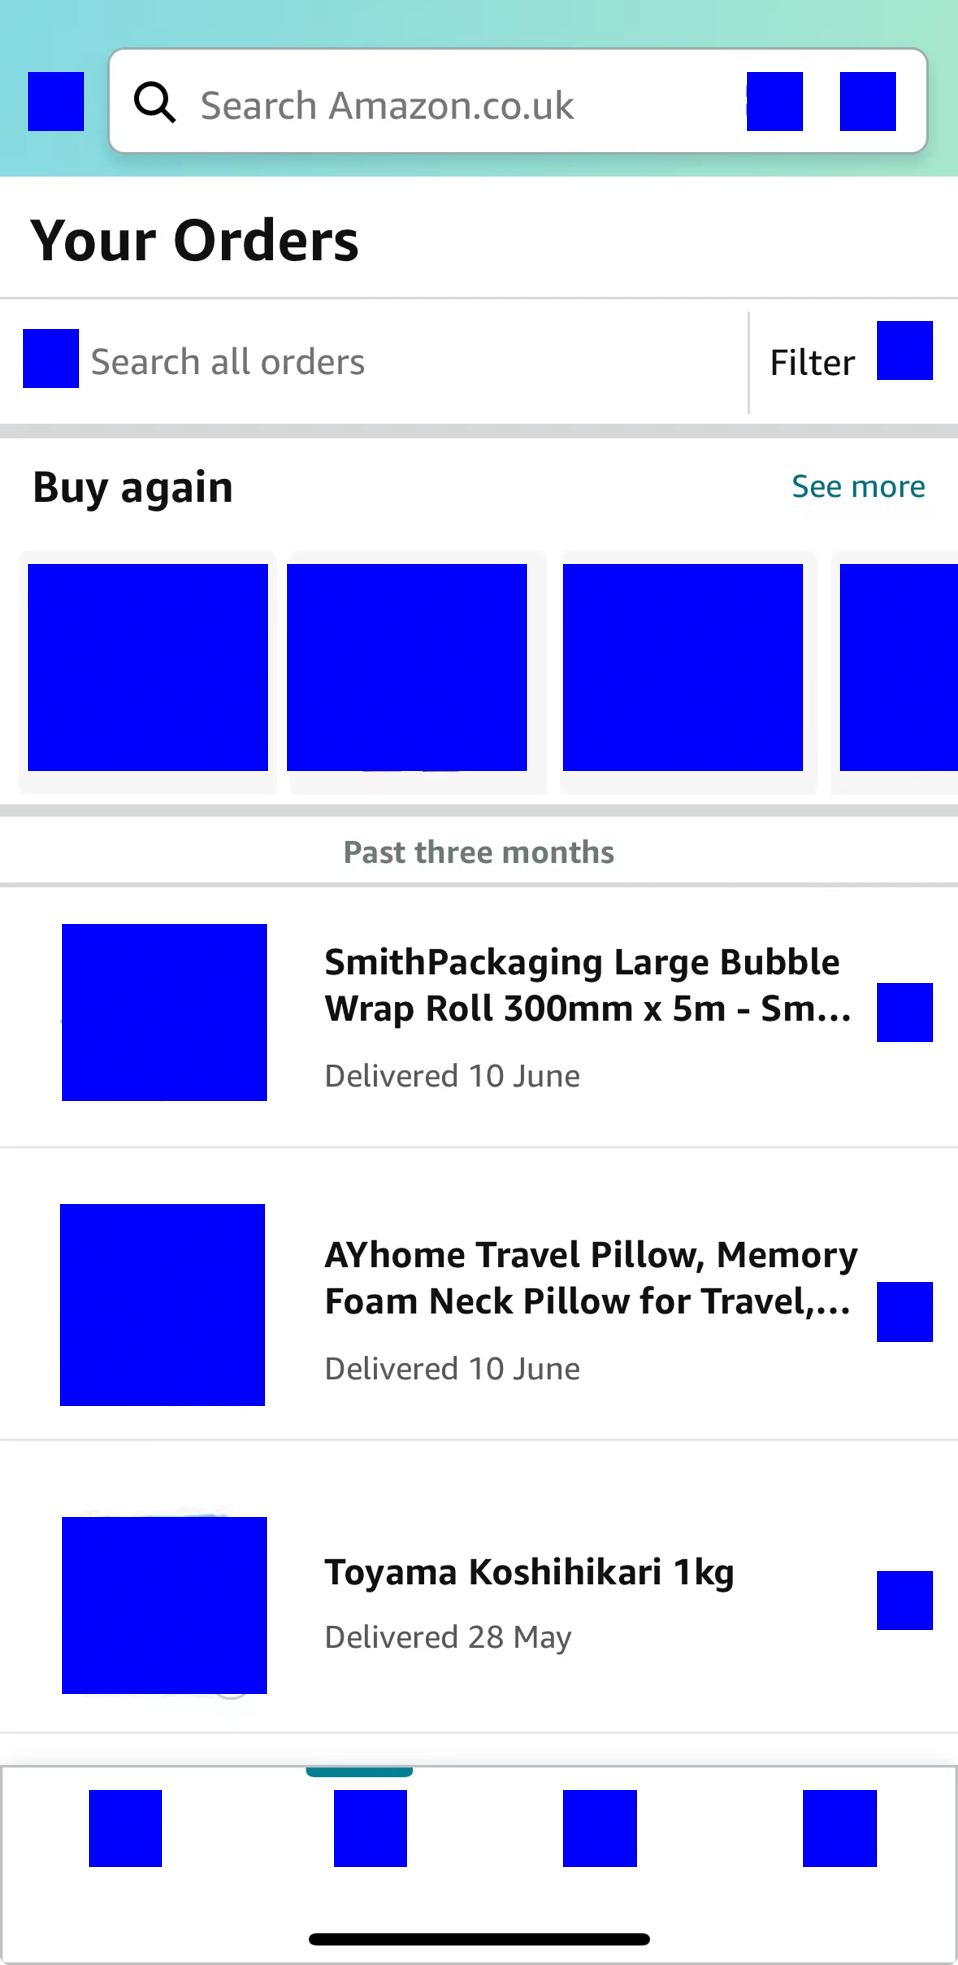 Search Amazon.co.uk
Your Orders
Search all orders
Filter
Buy again
See more
Past three months
SmithPackaging Large Bubble
Wrap Roll 300mm x 5m - Sm...
Delivered 10 June
AYhome Travel Pillow, Memory
Foam Neck Pillow for Travel,...
Delivered 10 June
Toyama Koshihikari 1kg
Delivered 28 May